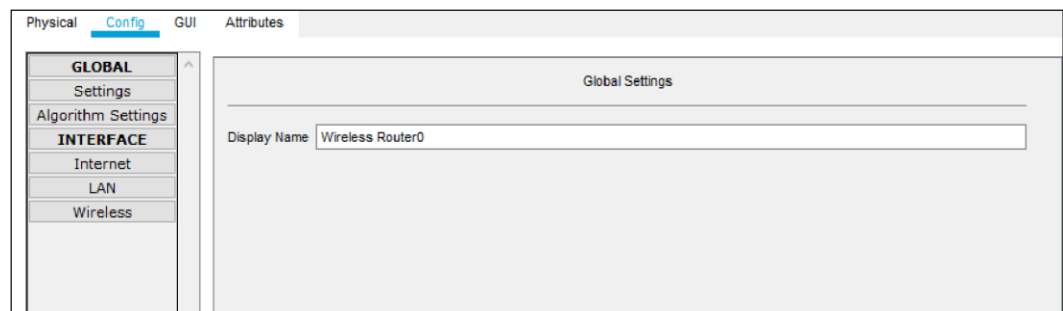 Physical Config GUI Attributes
GLOBAL
Settings
Algorithm Settings
INTERFACE
Internet
LAN
Wireless
Global Settings
Display Name Wireless Router0